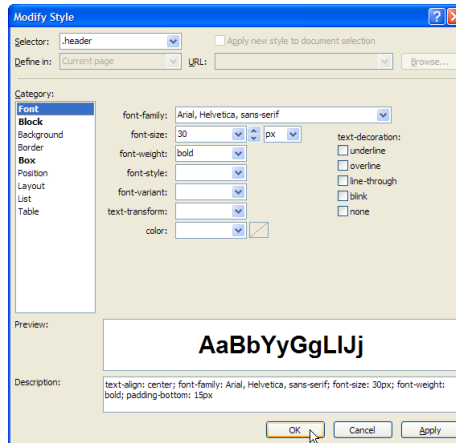 Modify Style
Selector: .header Apply new style to document selection
Define in: Current page URL: Browse...
Category:
Font
Block
Background
Border
Box
Position
Layout
List
Table
font-family: Arial, Helvetica, sans-serif
font-size: 30 px
font-weight: bold
font-style:
font-variant:
text-transform:
color:
text-decoration:
underline
overline
line-through
blink
none
Preview:
AaBbYyGgLlJj
Description:
text-align: center; font-family: Arial, Helvetica, sans-serif; font-size: 30px; font-weight:
bold; padding-bottom: 15px
OK Cancel Apply